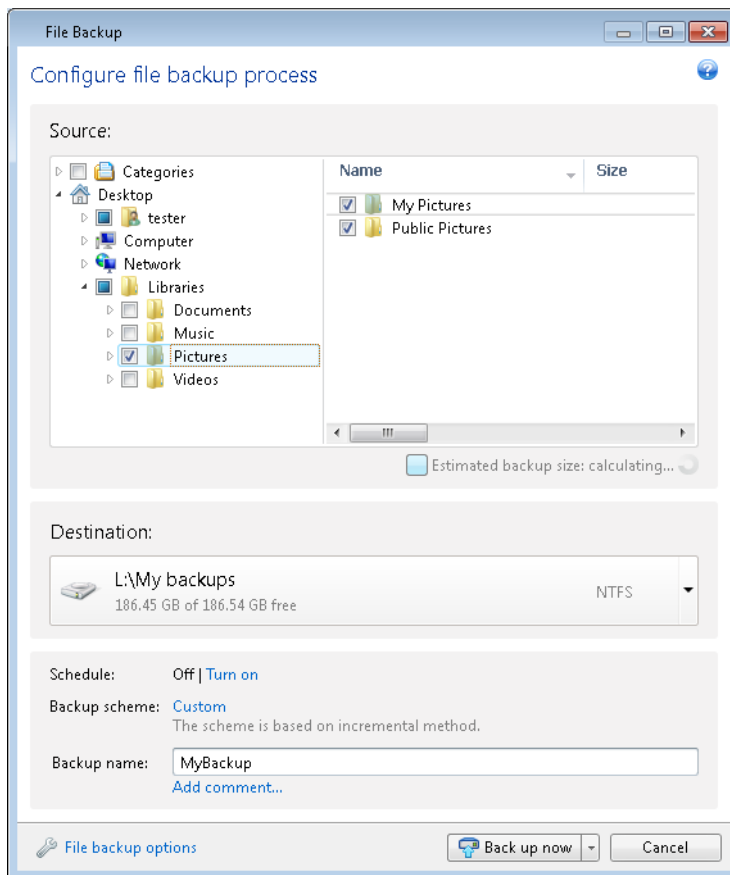 File Backup
Configure file backup process
Source:
Categories
Desktop
tester
Computer
Network
Libraries
Documents
Music
Pictures
Videos
Name Size
My Pictures
Public Pictures
Estimated backup size: calculating...
Destination:
L:\My backups
186.45 GB of 186.54 GB free
NTFS
Schedule: Off | Turn on
Backup scheme: Custom
The scheme is based on incremental method.
Backup name: MyBackup
Add comment...
File backup options
Back up now
Cancel